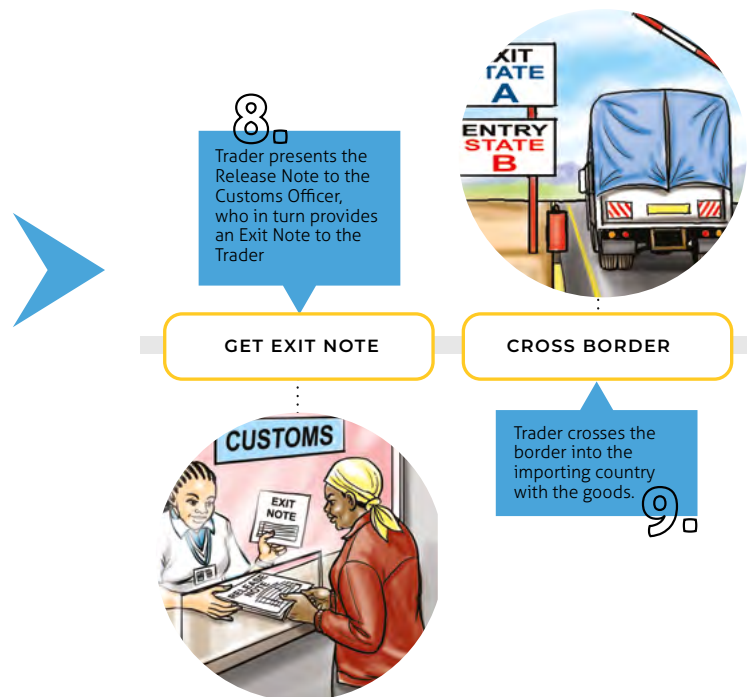 8.
Trader presents the
Release Note to the
Customs Officer,
who in turn provides
an Exit Note to the
Trader
GET EXIT NOTE
CUSTOMS
EXIT
NOTE
RELEASE
NOTE
XIT
TATE
A
ENTRY
STATE
B
CROSS BORDER
Trader crosses the
border into the
importing country
with the goods.
9.